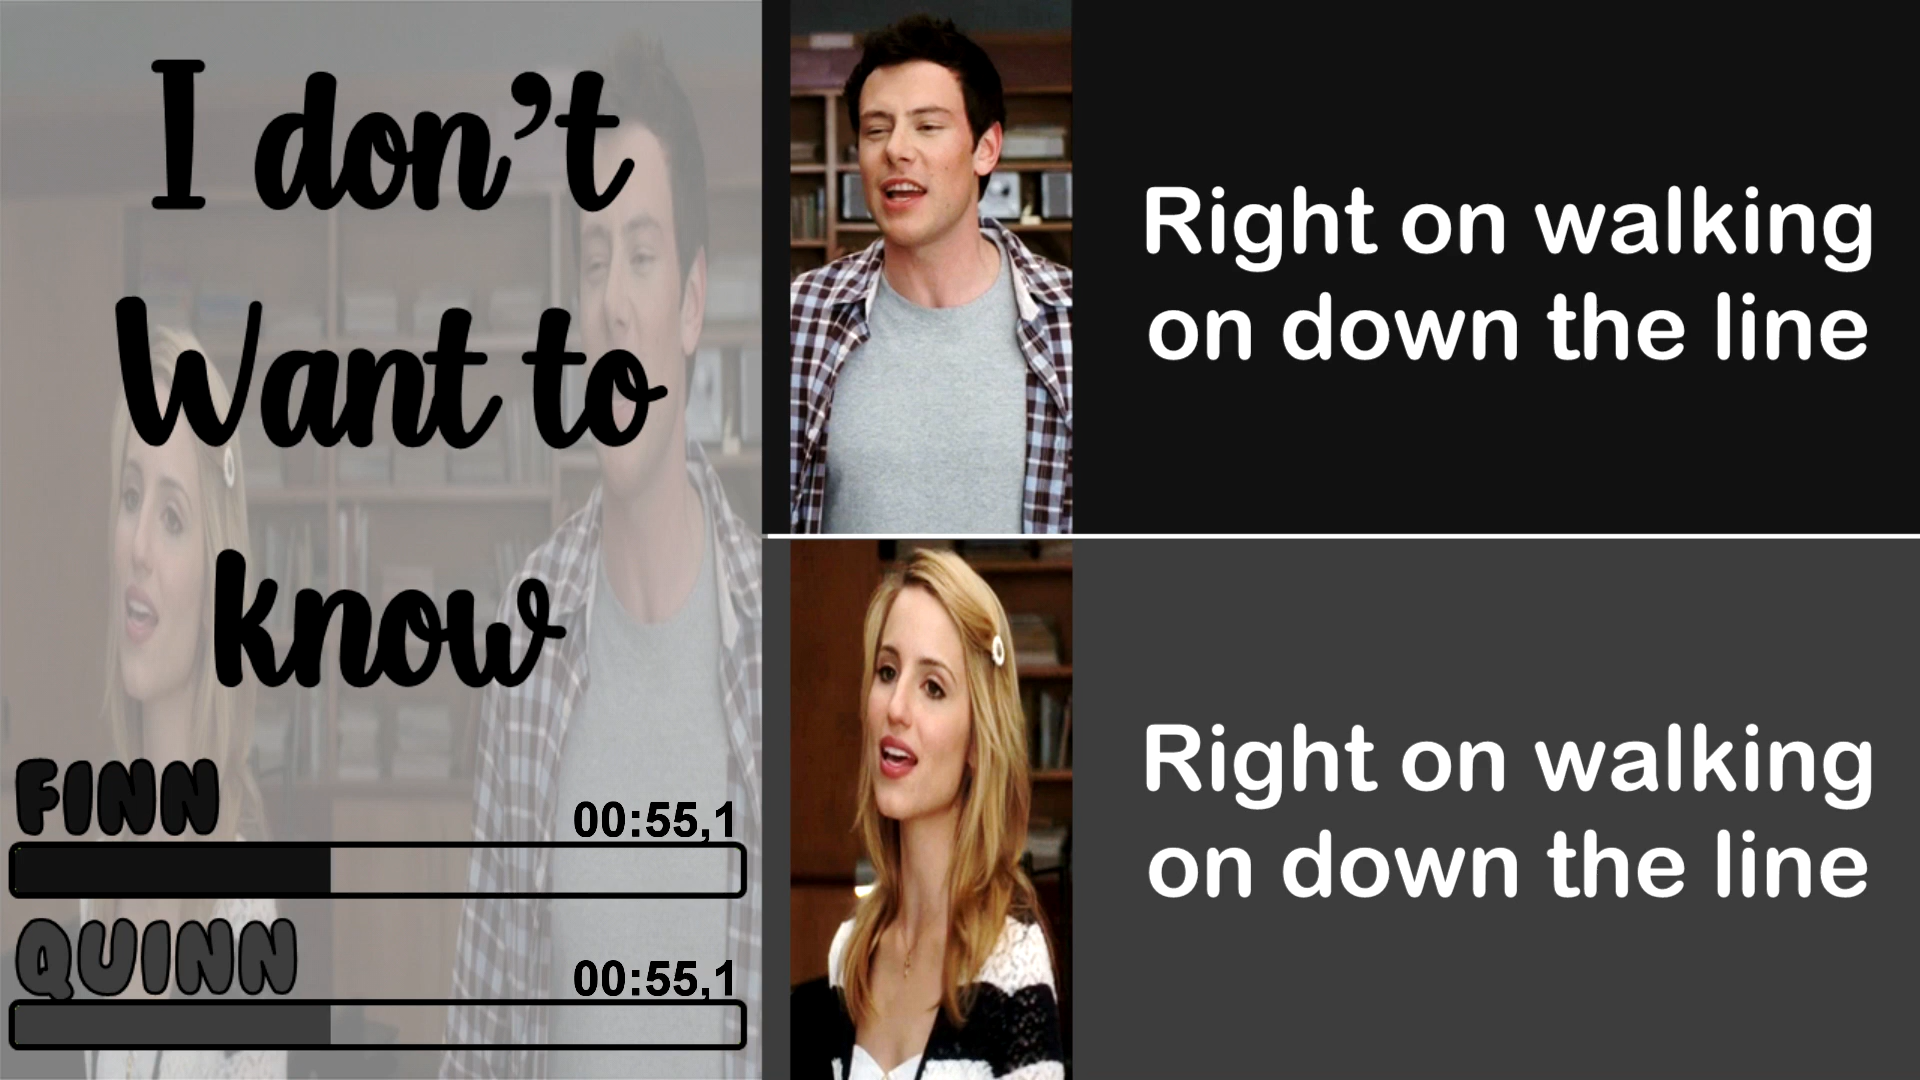 I don't
Want to
know
FINN
00:55,1
QUINN
00:55,1
Right on walking
on down the line
Right on walking
on down the line